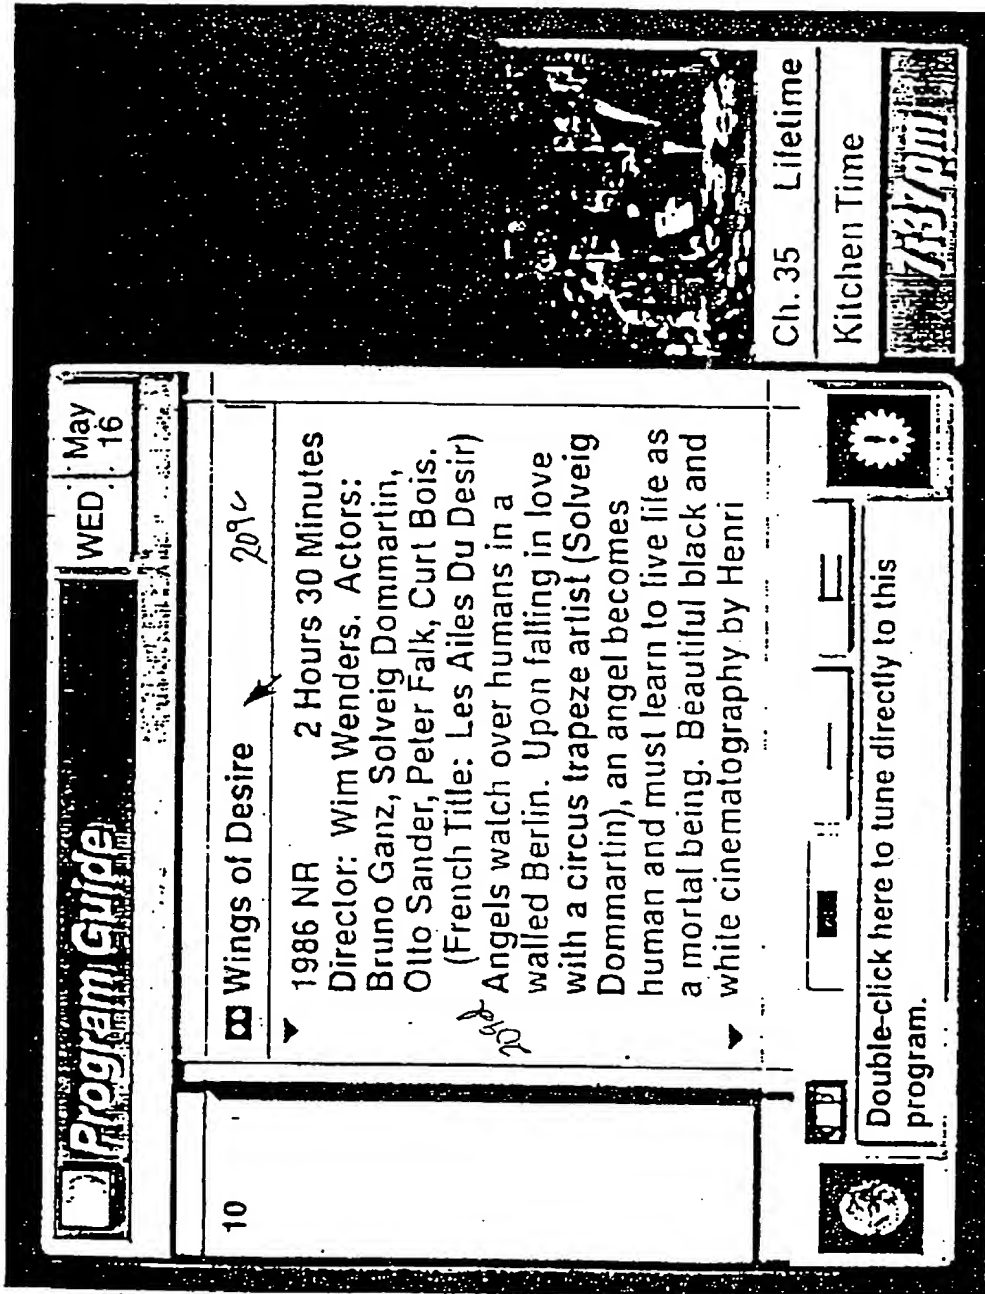 Program Guide
WED
May
16
10
Wings of Desire
209c
1986 NR 2 Hours 30 Minutes
Director: Wim Wenders. Actors:
Bruno Ganz, Solveig Dommartin,
Otto Sander, Peter Falk, Curt Bois.
(French Title: Les Ailes Du Desir)
209d
Angels watch over humans in a
walled Berlin. Upon falling in love
with a circus trapeze artist (Solveig
Dommartin), an angel becomes
human and must learn to live life as
a mortal being. Beautiful black and
white cinematography by Henri
Double-click here to tune directly to this
program.
Ch. 35 Lifetime
Kitchen Time